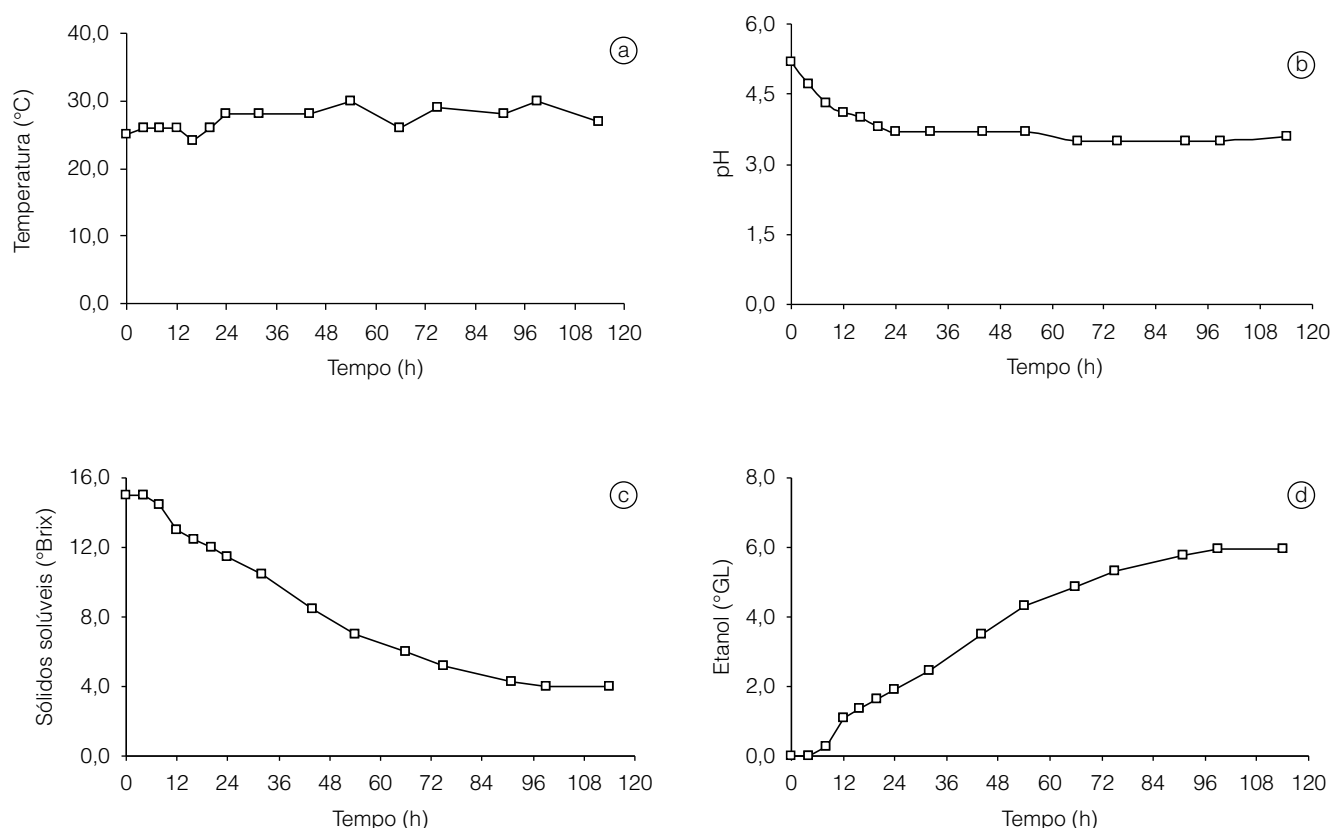 ⓐ
40,0
30,0
20,0
10,0
0,0
Temperatura (°C)
0 12 24 36 48 60 72 84 96 108 120
Tempo (h)
ⓑ
6,0
4,5
3,0
1,5
0,0
pH
0 12 24 36 48 60 72 84 96 108 120
Tempo (h)
ⓒ
16,0
12,0
8,0
4,0
0,0
Sólidos solúveis (°Brix)
0 12 24 36 48 60 72 84 96 108 120
Tempo (h)
ⓓ
8,0
6,0
4,0
2,0
0,0
Etanol (°GL)
0 12 24 36 48 60 72 84 96 108 120
Tempo (h)